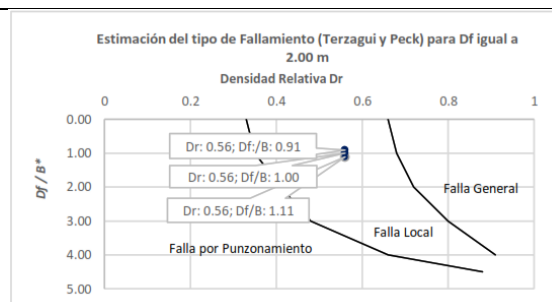 Estimación del tipo de Fallamiento (Terzagui y Peck) para Df igual a
2.00 m
Densidad Relativa Dr
0 0.2 0.4 0.6 0.8 1
0.00
1.00
2.00
3.00
4.00
5.00
Df / B*
Dr: 0.56; Df:/B: 0.91
Dr: 0.56; Df/B: 1.00
Dr: 0.56; Df/B: 1.11
Falla General
Falla Local
Falla por Punzonamiento